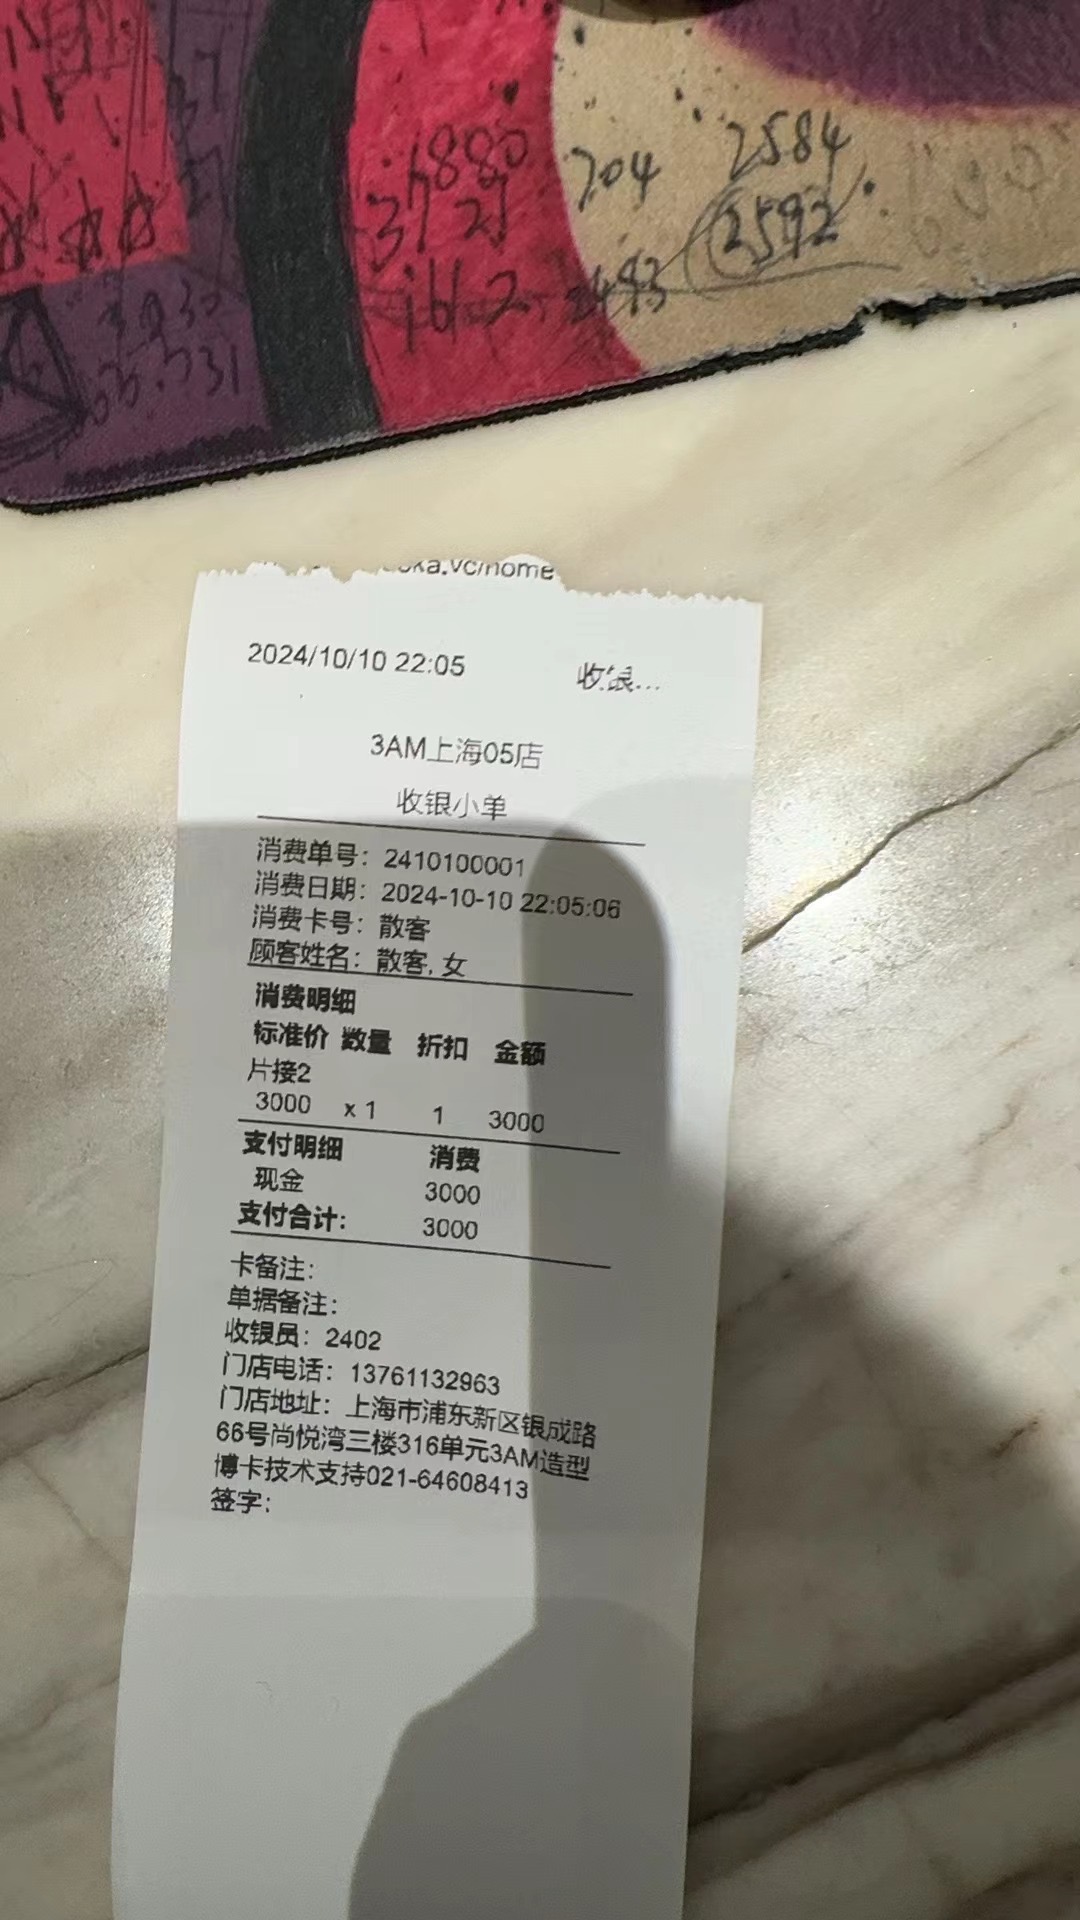 1880
704
2584
37
2592
1612
2024/10/10 22:05
收银...
3AM上海05店
收银小单
消费单号：2410100001
消费日期：2024-10-10 22:05:06
消费卡号：散客
顾客姓名：散客,女
消费明细
标准价 数量 折扣 金额
片接2
3000 x 1 1 3000
支付明细 消费
现金 3000
支付合计： 3000
卡备注：
单据备注：
收银员：2402
门店电话：13761132963
门店地址：上海市浦东新区银成路
66号尚悦湾三楼316单元3AM造型
博卡技术支持021-64608413
签字：